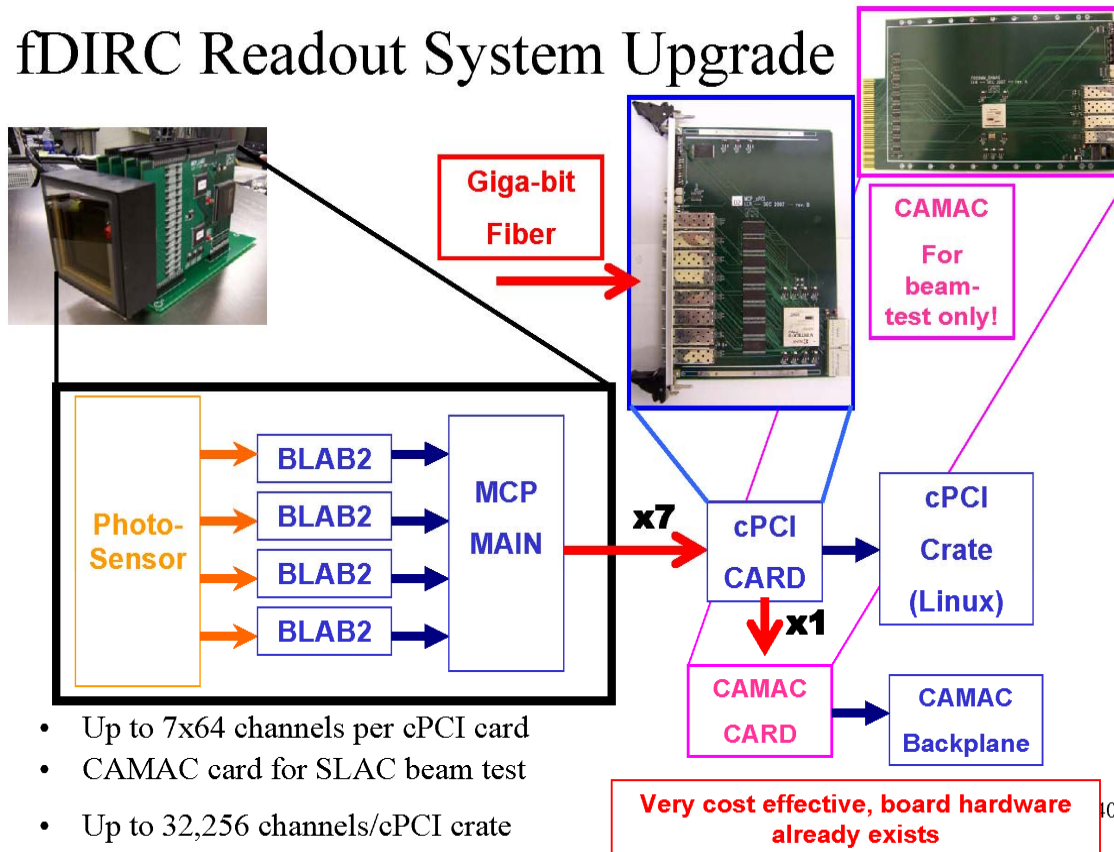 fDIRC Readout System Upgrade
Giga-bit
Fiber
CAMAC
For
beam-
test only!
Photo-
Sensor
BLAB2
BLAB2
BLAB2
BLAB2
MCP
MAIN
x7
cPCI
CARD
x1
cPCI
Crate
(Linux)
CAMAC
CARD
CAMAC
Backplane
• Up to 7x64 channels per cPCI card
• CAMAC card for SLAC beam test
• Up to 32,256 channels/cPCI crate
Very cost effective, board hardware
already exists
40